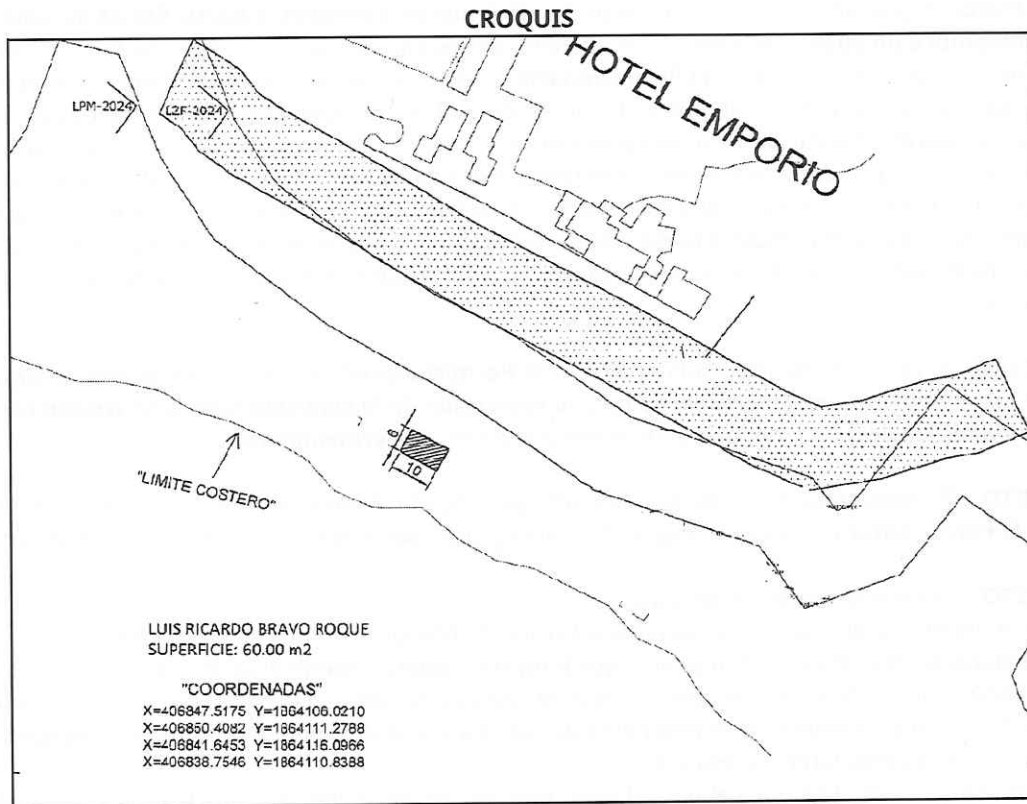 CROQUIS
HOTEL EMPORIO
LPM-2024
L2F-2024
6
10
"LIMITE COSTERO"
LUIS RICARDO BRAVO ROQUE
SUPERFICIE: 60.00 m2
"COORDENADAS"
X=406847.5175 Y=1864106.0210
X=406850.4082 Y=1864111.2788
X=406841.6453 Y=1864116.0966
X=406838.7546 Y=1864110.8388